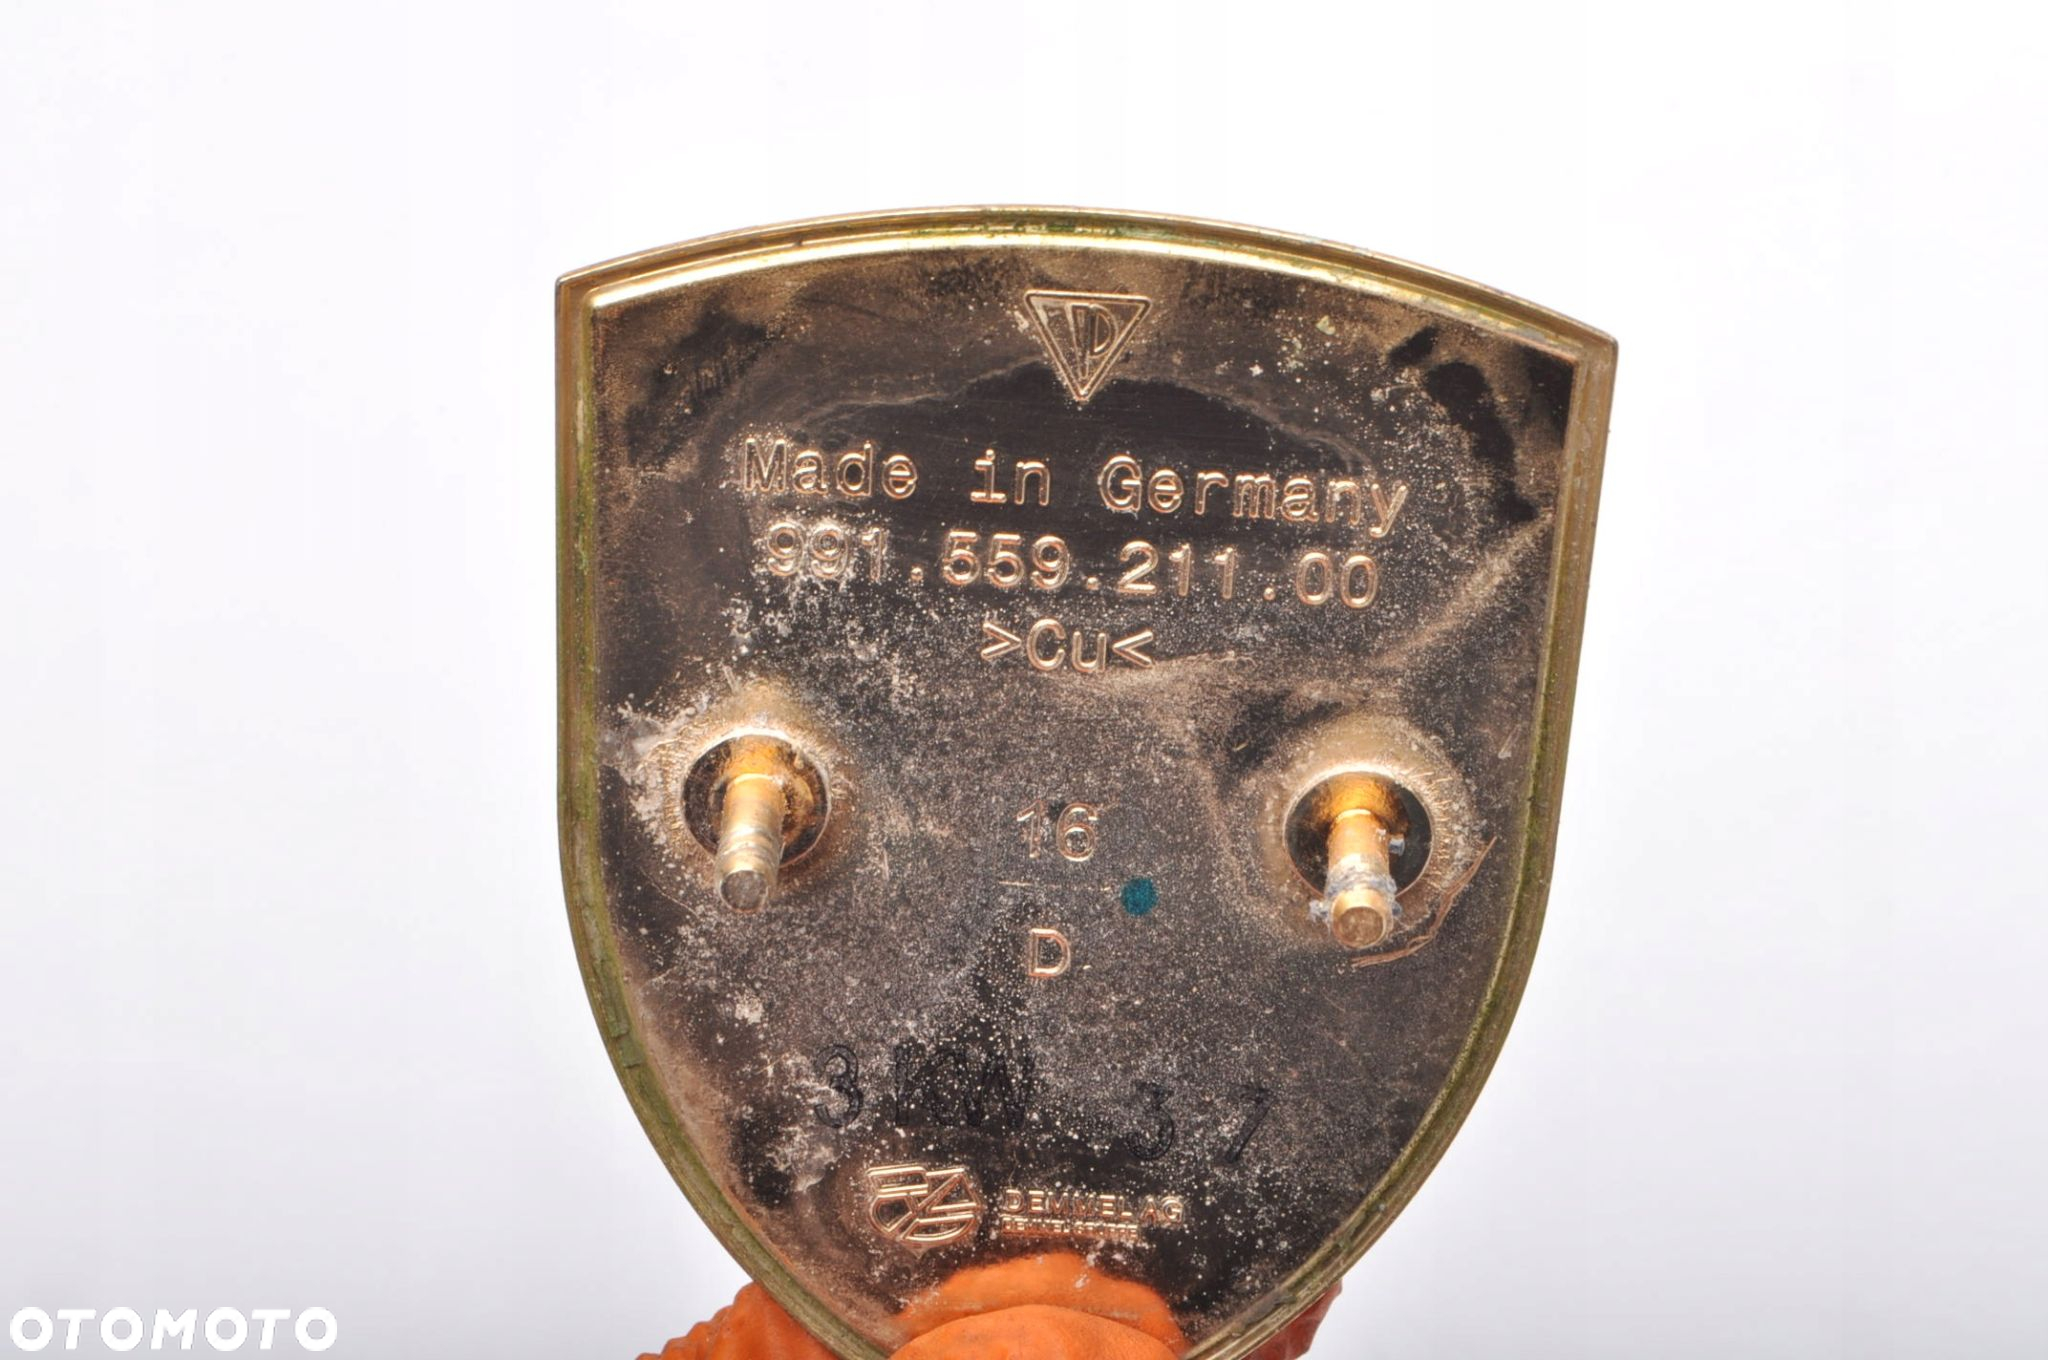 Made in Germany
991.559.211.00
>Cu<
16
D
3 KW 37
DEMMEL AG
OTOMOTO